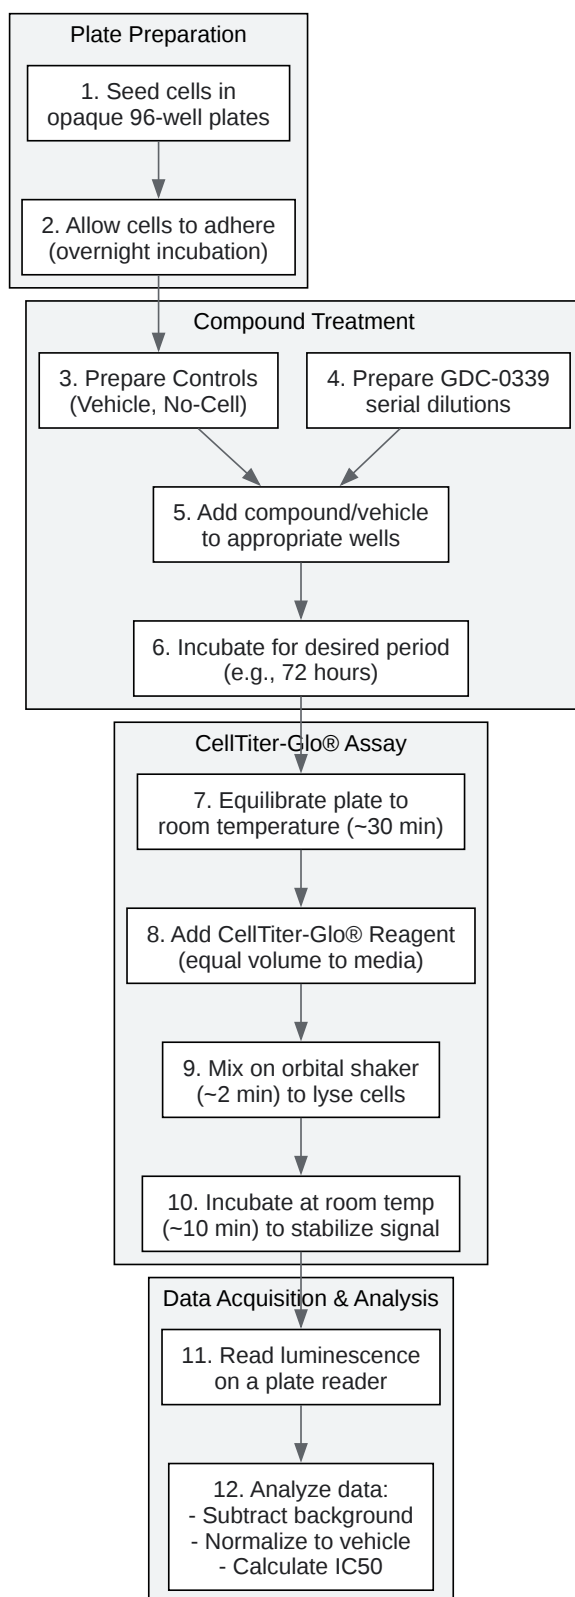 Plate Preparation
1. Seed cells in
opaque 96-well plates
2. Allow cells to adhere
(overnight incubation)
Compound Treatment
3. Prepare Controls
(Vehicle, No-Cell)
4. Prepare GDC-0339
serial dilutions
5. Add compound/vehicle
to appropriate wells
6. Incubate for desired period
(e.g., 72 hours)
CellTiter-Glo® Assay
7. Equilibrate plate to
room temperature (~30 min)
8. Add CellTiter-Glo® Reagent
(equal volume to media)
9. Mix on orbital shaker
(~2 min) to lyse cells
10. Incubate at room temp
(~10 min) to stabilize signal
Data Acquisition & Analysis
11. Read luminescence
on a plate reader
12. Analyze data:
- Subtract background
- Normalize to vehicle
- Calculate IC50